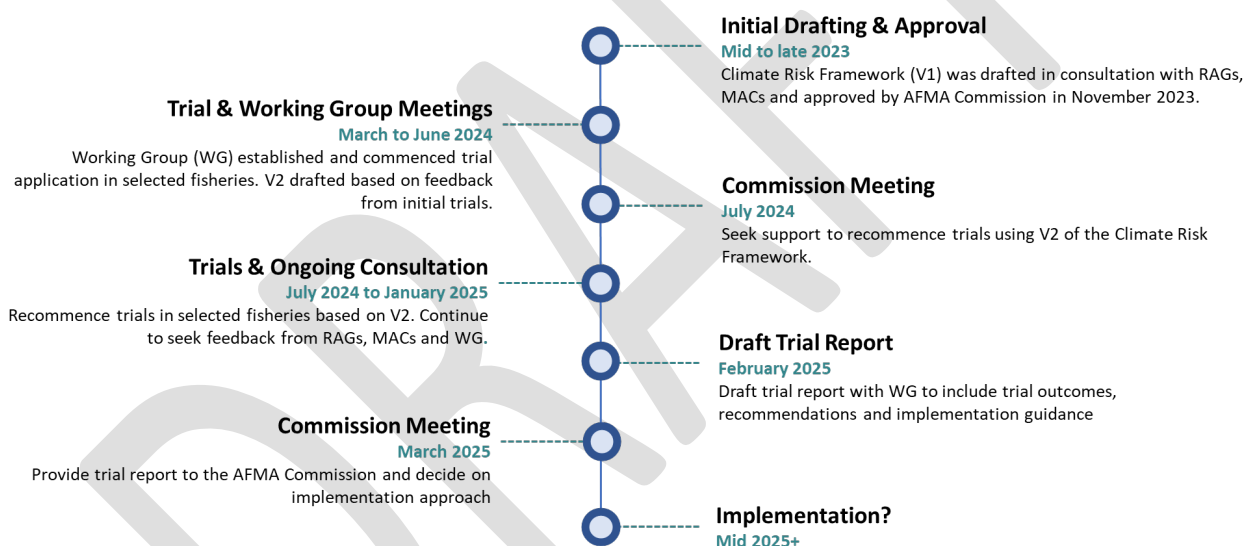 Initial Drafting & Approval
Mid to late 2023
Climate Risk Framework (V1) was drafted in consultation with RAGs,
MACs and approved by AFMA Commission in November 2023.
Trial & Working Group Meetings
March to June 2024
Working Group (WG) established and commenced trial
application in selected fisheries. V2 drafted based on feedback
from initial trials.
Commission Meeting
July 2024
Seek support to recommence trials using V2 of the Climate Risk
Framework.
Trials & Ongoing Consultation
July 2024 to January 2025
Recommence trials in selected fisheries based on V2. Continue
to seek feedback from RAGs, MACs and WG.
Draft Trial Report
February 2025
Draft trial report with WG to include trial outcomes,
recommendations and implementation guidance
Commission Meeting
March 2025
Provide trial report to the AFMA Commission and decide on
implementation approach
Implementation?
Mid 2025+
DRAFT